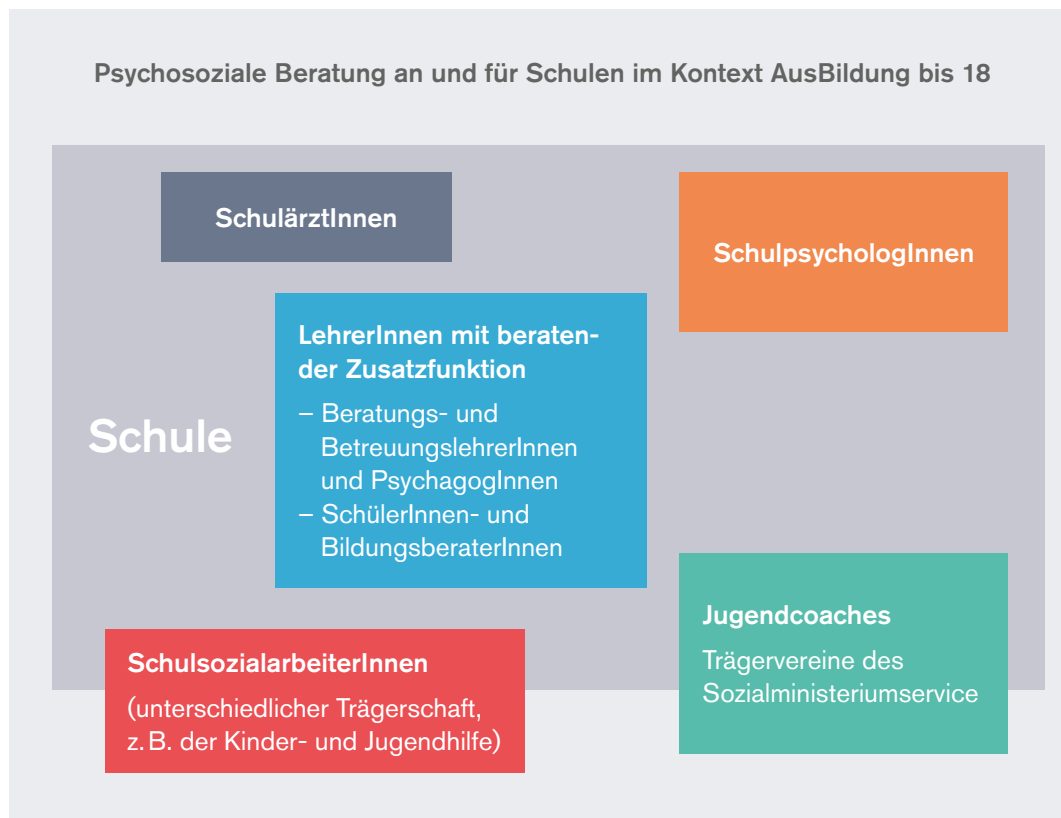 Psychosoziale Beratung an und für Schulen im Kontext AusBildung bis 18
SchulärztInnen
SchulpsychologInnen
LehrerInnen mit beraten-
der Zusatzfunktion
– Beratungs- und
BetreuungslehrerInnen
und PsychagogInnen
– SchülerInnen- und
BildungsberaterInnen
Schule
Jugendcoaches
Trägervereine des
Sozialministeriumservice
SchulsozialarbeiterInnen
(unterschiedlicher Trägerschaft,
z. B. der Kinder- und Jugendhilfe)